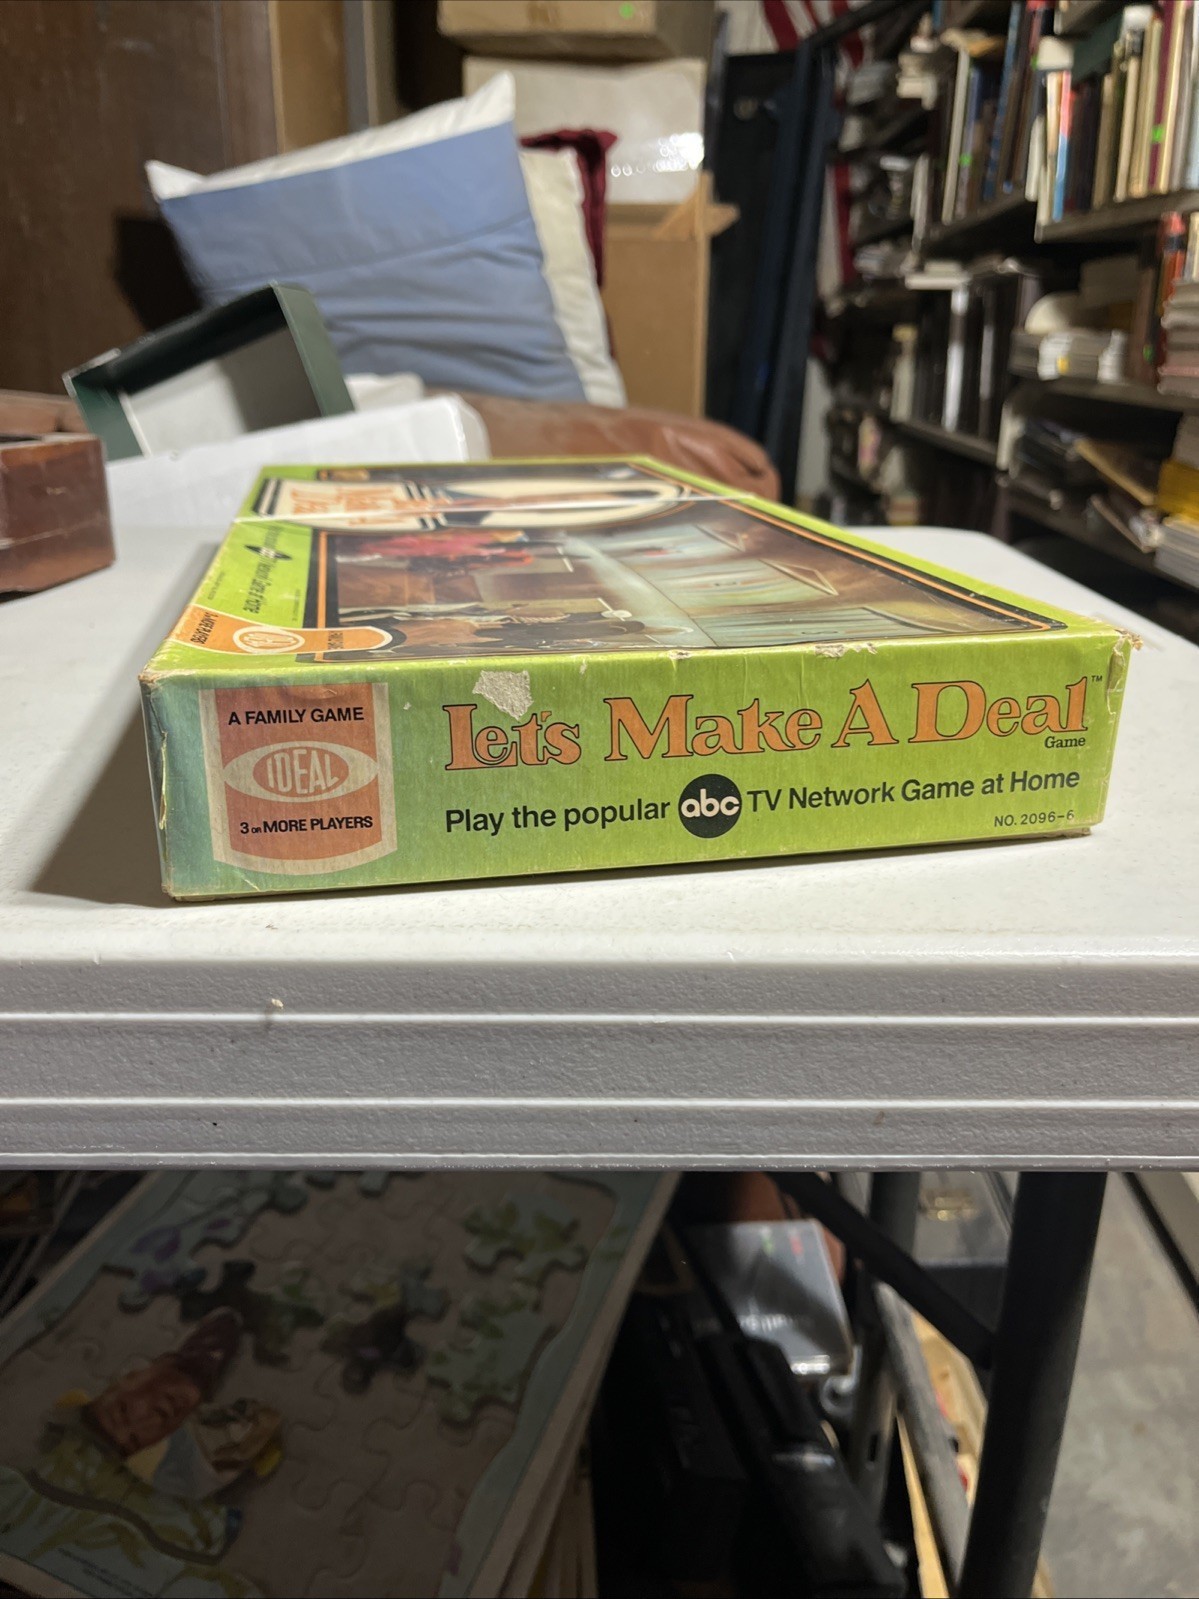 A FAMILY GAME
IDEAL
3 OR MORE PLAYERS
Let's Make A Deal™
Game
Play the popular abc TV Network Game at Home
NO. 2096-6